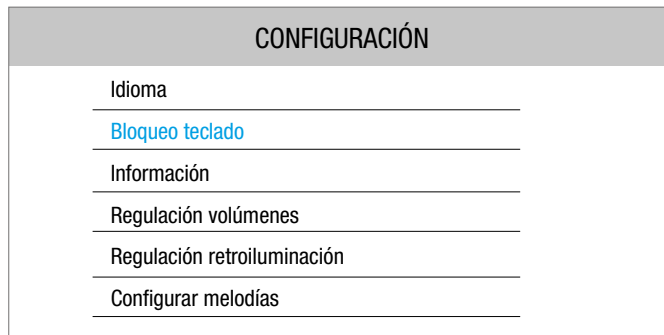 CONFIGURACIÓN
Idioma
Bloqueo teclado
Información
Regulación volúmenes
Regulación retroiluminación
Configurar melodías